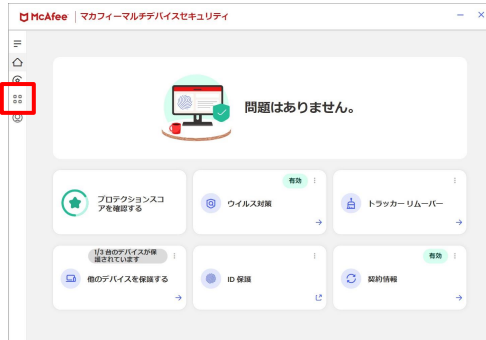 McAfee マカフィーマルチデバイスセキュリティ
問題はありません。
プロテクションスコ
アを確認する
有効
ウイルス対策
トラッカー リムーバー
1/3 台のデバイスが保
護されています
他のデバイスを保護する
ID 保護
有効
契約情報